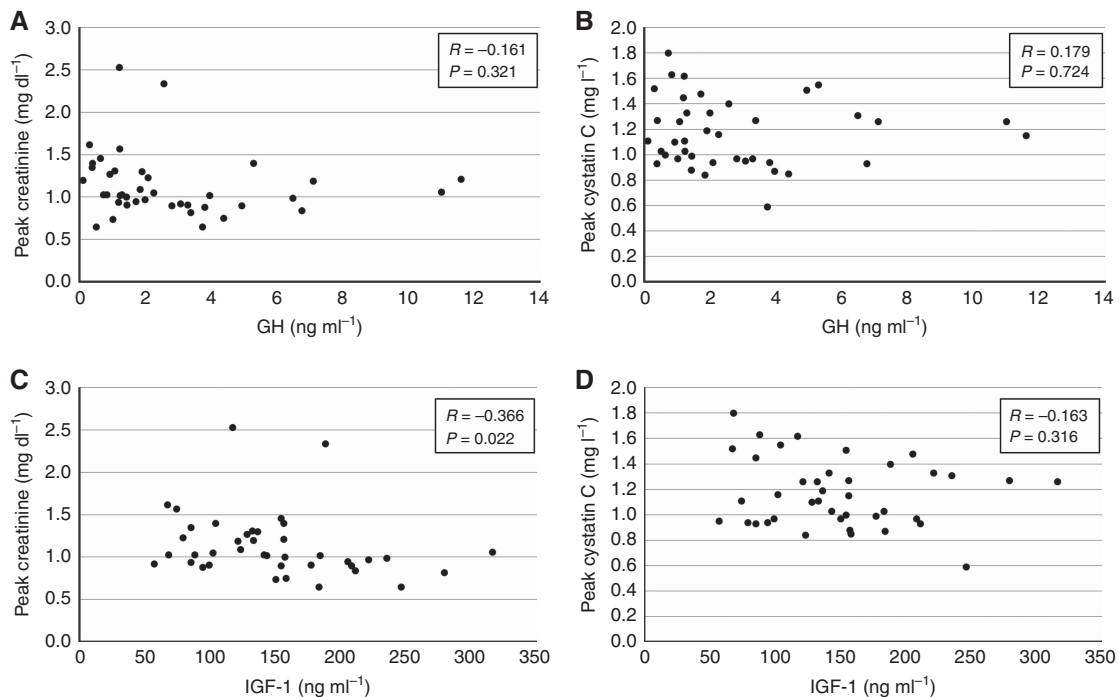 A
Peak creatinine (mg dl⁻¹)
3.0
2.5
2.0
1.5
1.0
0.5
0.0
R = –0.161
P = 0.321
0 2 4 6 8 10 12 14
GH (ng ml⁻¹)
B
Peak cystatin C (mg l⁻¹)
2.0
1.8
1.6
1.4
1.2
1.0
0.8
0.6
0.4
0.2
0.0
R = 0.179
P = 0.724
0 2 4 6 8 10 12 14
GH (ng ml⁻¹)
C
Peak creatinine (mg dl⁻¹)
3.0
2.5
2.0
1.5
1.0
0.5
0.0
R = –0.366
P = 0.022
0 50 100 150 200 250 300 350
IGF-1 (ng ml⁻¹)
D
Peak cystatin C (mg l⁻¹)
2.0
1.8
1.6
1.4
1.2
1.0
0.8
0.6
0.4
0.2
0.0
R = –0.163
P = 0.316
0 50 100 150 200 250 300 350
IGF-1 (ng ml⁻¹)